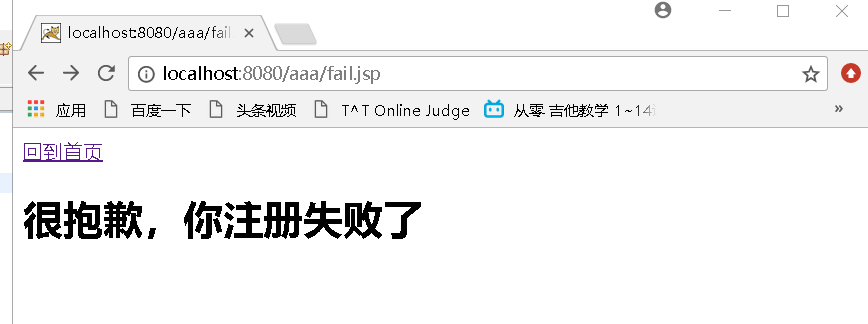 localhost:8080/aaa/fail
localhost:8080/aaa/fail.jsp
应用 百度一下 头条视频 T^T Online Judge 从零 吉他教学 1~14
回到首页
很抱歉，你注册失败了